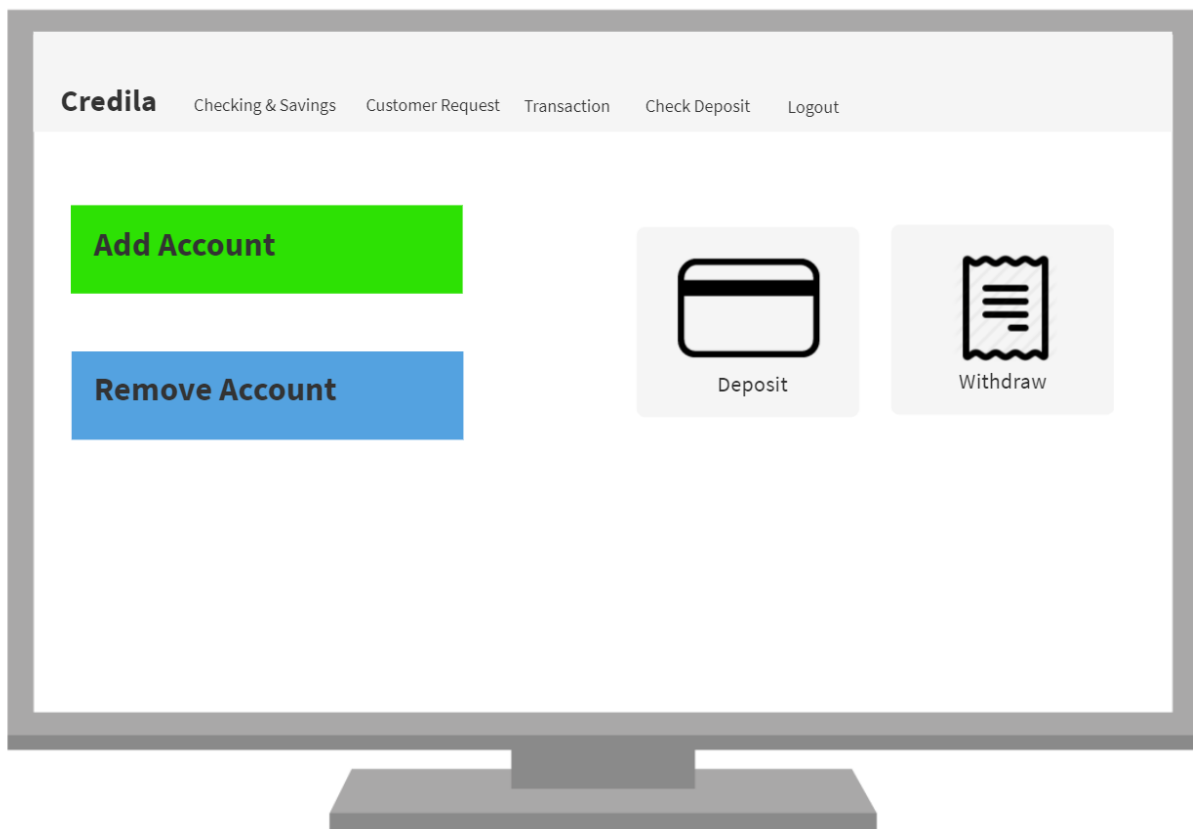 Credila Checking & Savings Customer Request Transaction Check Deposit Logout
Add Account
Remove Account
Deposit
Withdraw